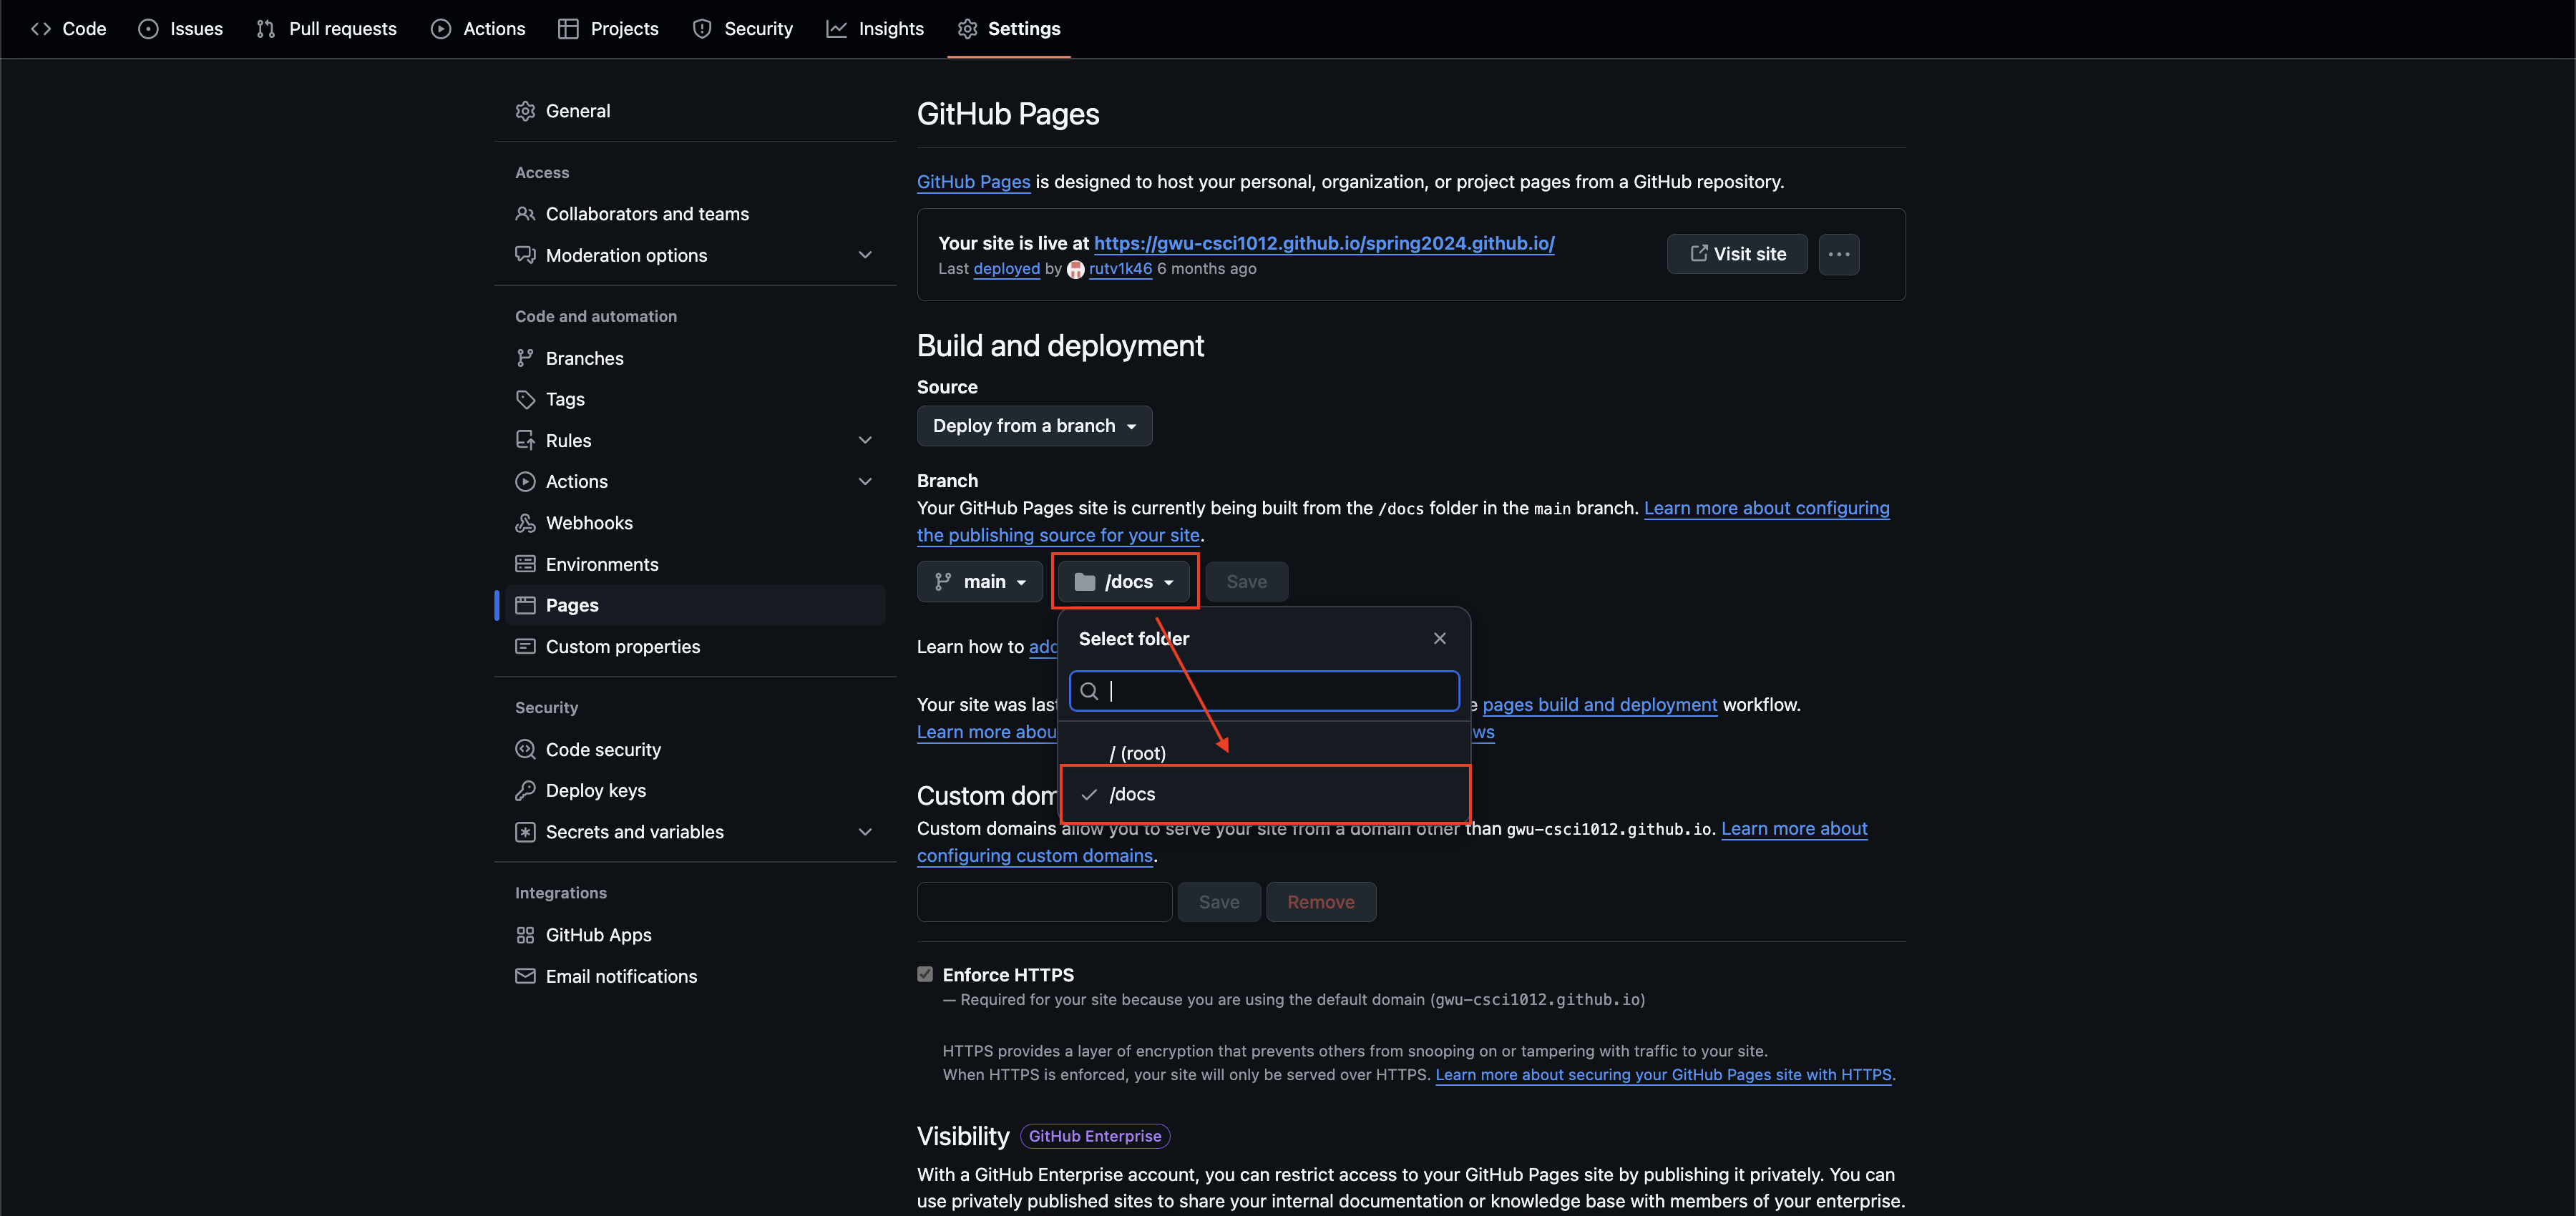 Code Issues Pull requests Actions Projects Security Insights Settings
General
Access
Collaborators and teams
Moderation options
Code and automation
Branches
Tags
Rules
Actions
Webhooks
Environments
Pages
Custom properties
Security
Code security
Deploy keys
Secrets and variables
Integrations
GitHub Apps
Email notifications
GitHub Pages
GitHub Pages is designed to host your personal, organization, or project pages from a GitHub repository.
Your site is live at https://gwu-csci1012.github.io/spring2024.github.io/
Last deployed by rutv1k46 6 months ago
Visit site
Build and deployment
Source
Deploy from a branch
Branch
Your GitHub Pages site is currently being built from the /docs folder in the main branch. Learn more about configuring
the publishing source for your site.
main /docs Save
Select folder
/ (root)
/docs
Learn how to add
Your site was las pages build and deployment workflow.
Learn more abou ws
Custom dom
Custom domains allow you to serve your site from a domain other than gwu-csci1012.github.io. Learn more about
configuring custom domains.
Save Remove
Enforce HTTPS
— Required for your site because you are using the default domain (gwu-csci1012.github.io)
HTTPS provides a layer of encryption that prevents others from snooping on or tampering with traffic to your site.
When HTTPS is enforced, your site will only be served over HTTPS. Learn more about securing your GitHub Pages site with HTTPS.
Visibility GitHub Enterprise
With a GitHub Enterprise account, you can restrict access to your GitHub Pages site by publishing it privately. You can
use privately published sites to share your internal documentation or knowledge base with members of your enterprise.